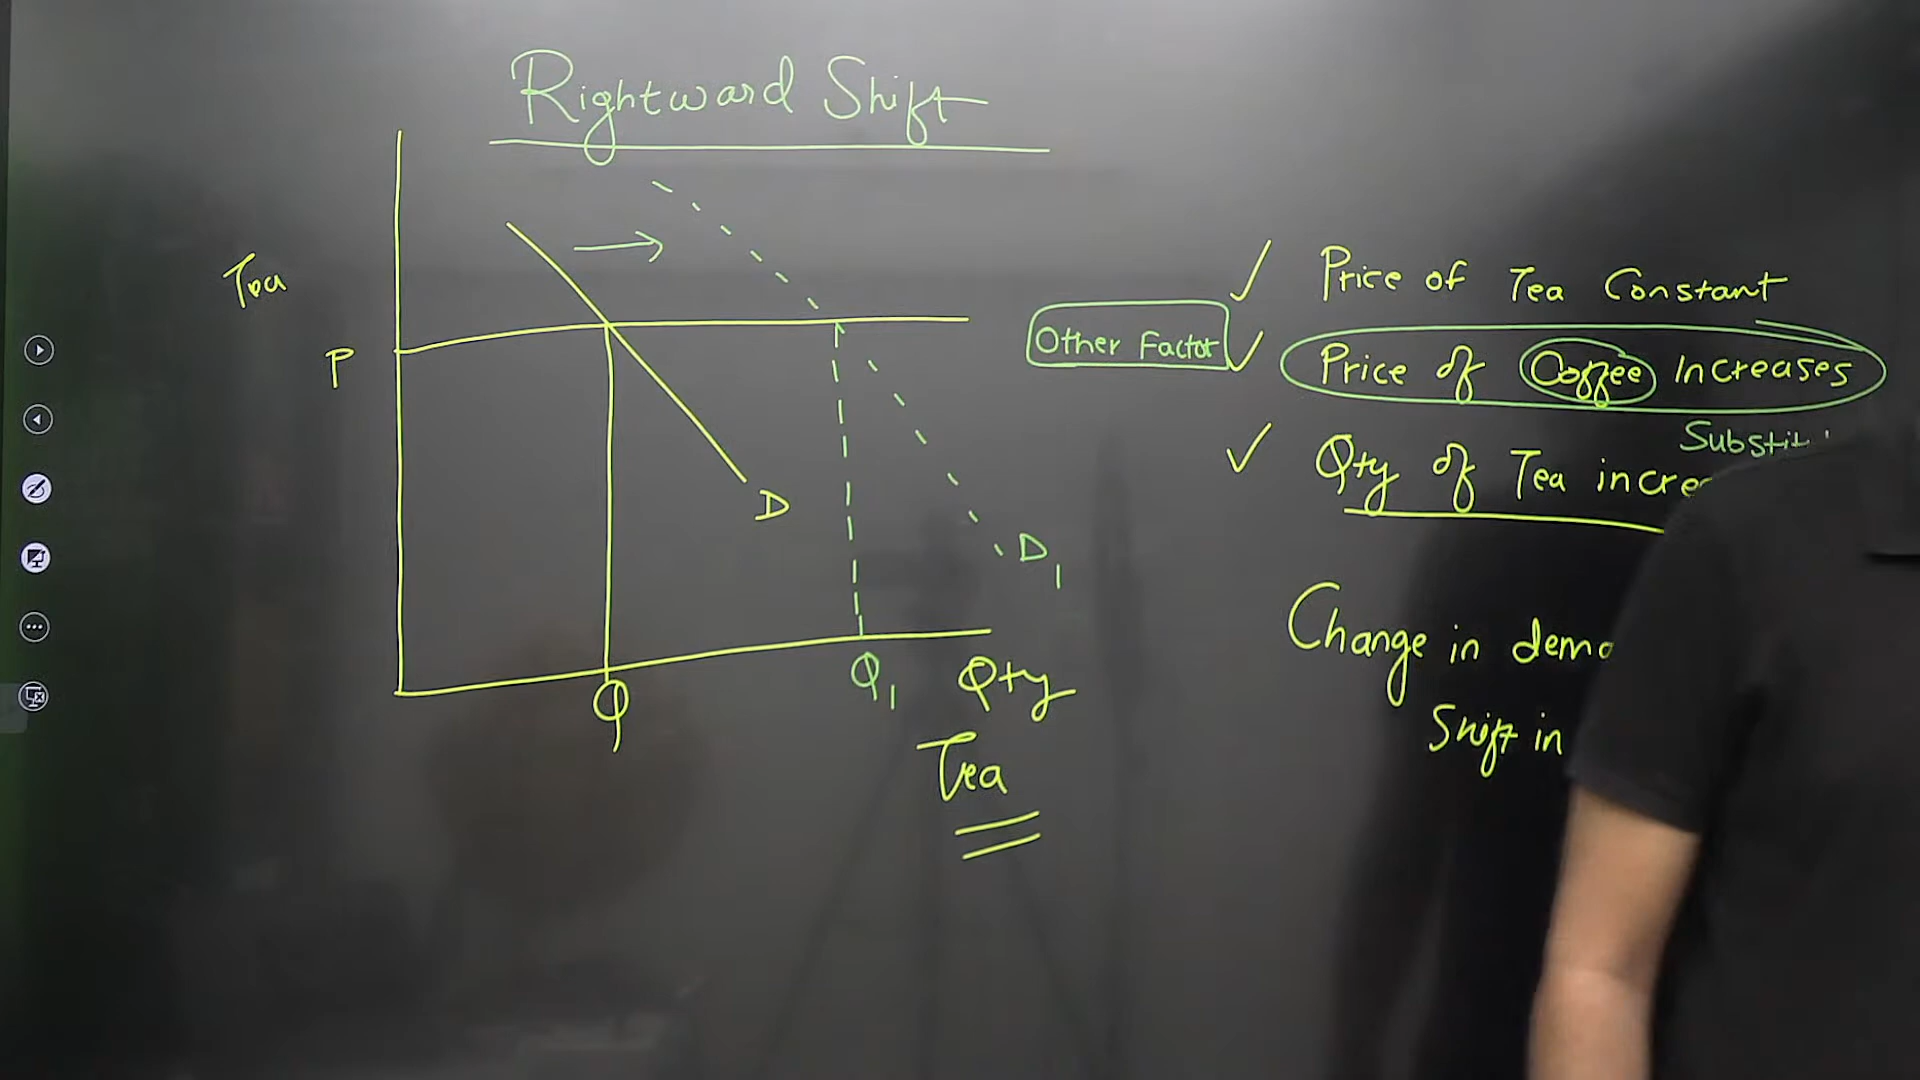 Rightward Shift
Tea
P
D
D1
Q
Q1
Qty
Tea
Price of Tea Constant
Other Factor
Price of Coffee Increases
Qty of Tea
Change in
Shift in